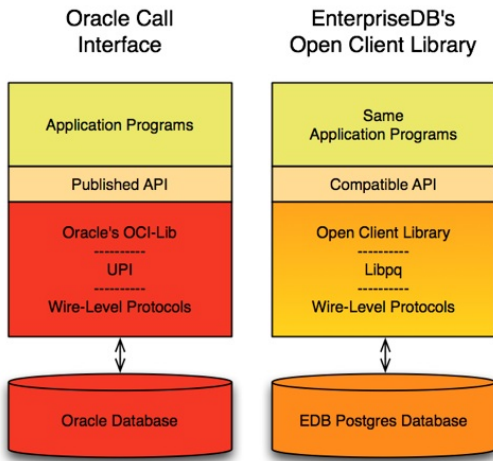 Oracle Call
Interface
Application Programs
Published API
Oracle's OCI-Lib
----------
UPI
----------
Wire-Level Protocols
Oracle Database
EnterpriseDB's
Open Client Library
Same
Application Programs
Compatible API
Open Client Library
----------
Libpq
----------
Wire-Level Protocols
EDB Postgres Database